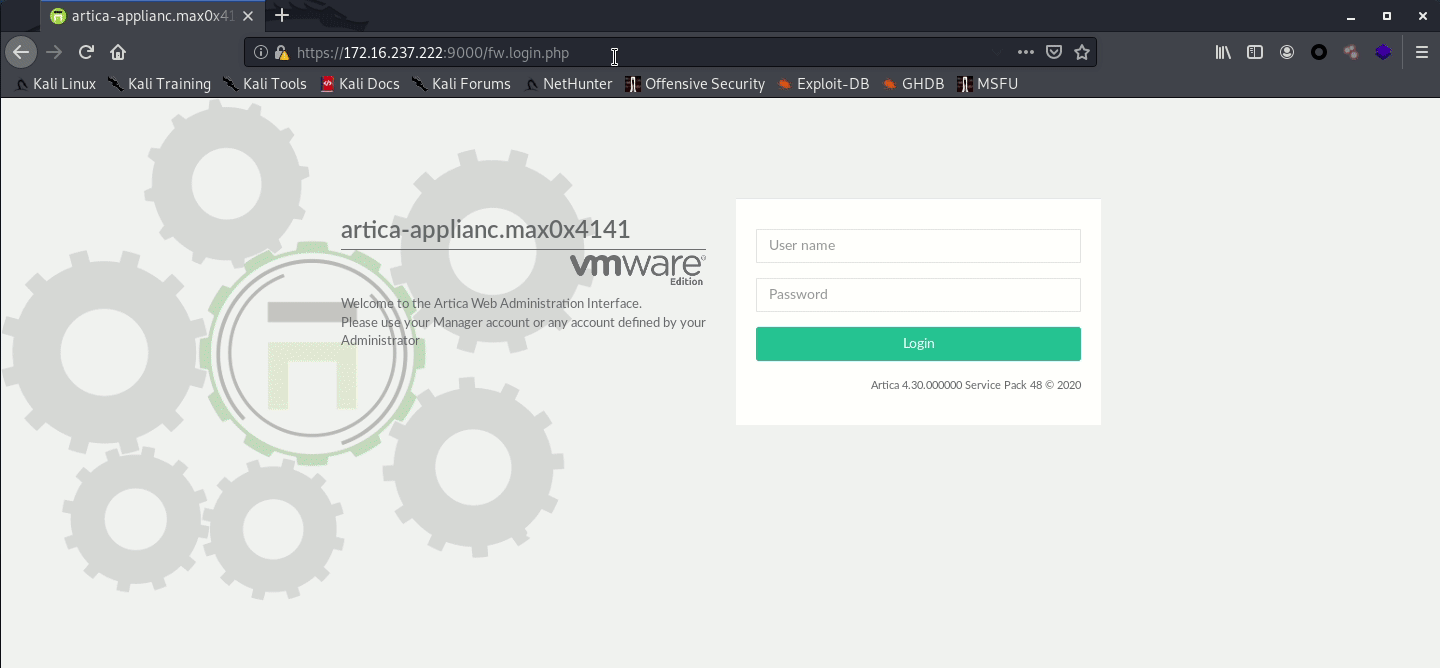 artica-applianc.max0x41
https://172.16.237.222:9000/fw.login.php
Kali Linux Kali Training Kali Tools Kali Docs Kali Forums NetHunter Offensive Security Exploit-DB GHDB MSFU
artica-applianc.max0x4141
vmware®
Edition
Welcome to the Artica Web Administration Interface.
Please use your Manager account or any account defined by your
Administrator
User name
Password
Login
Artica 4.30.000000 Service Pack 48 © 2020